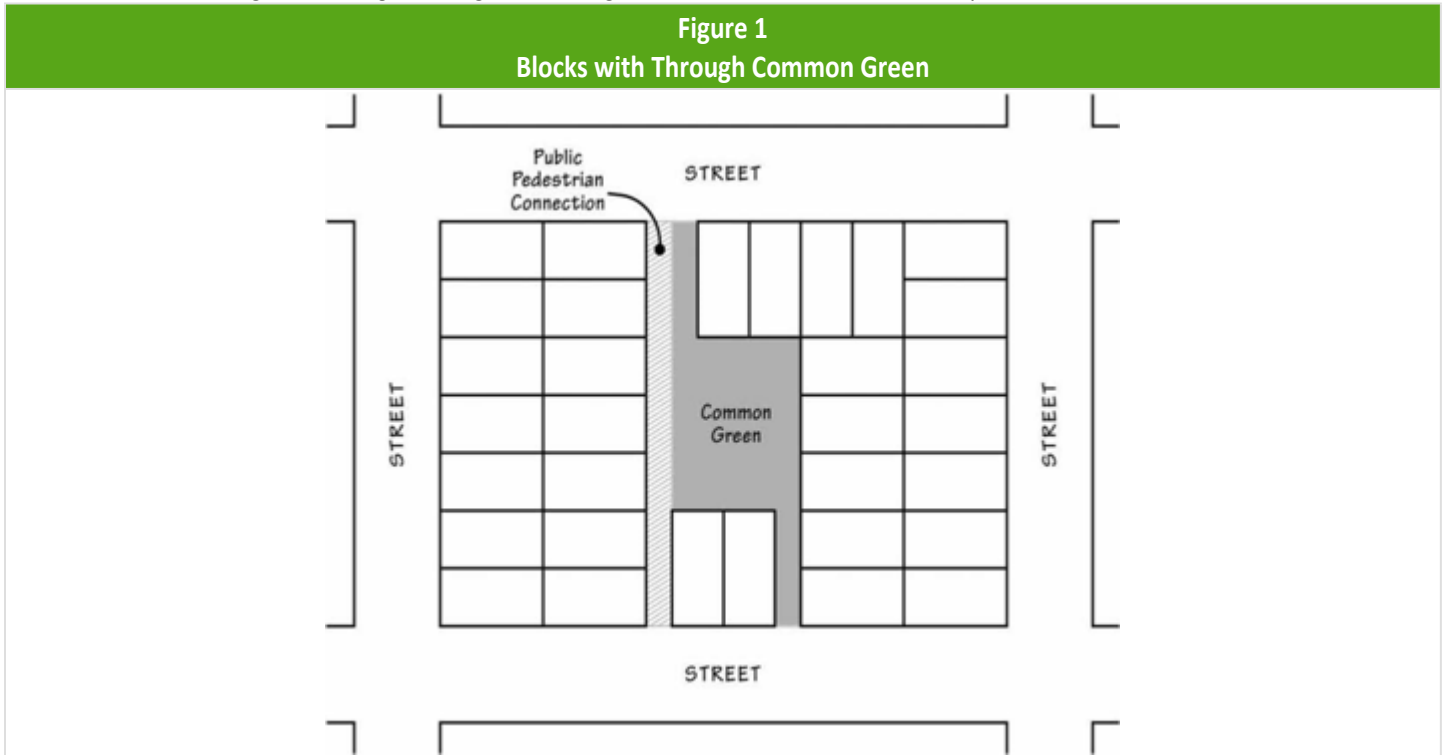 Figure 1
Blocks with Through Common Green
Public
Pedestrian
Connection
STREET
STREET
Common
Green
STREET
STREET